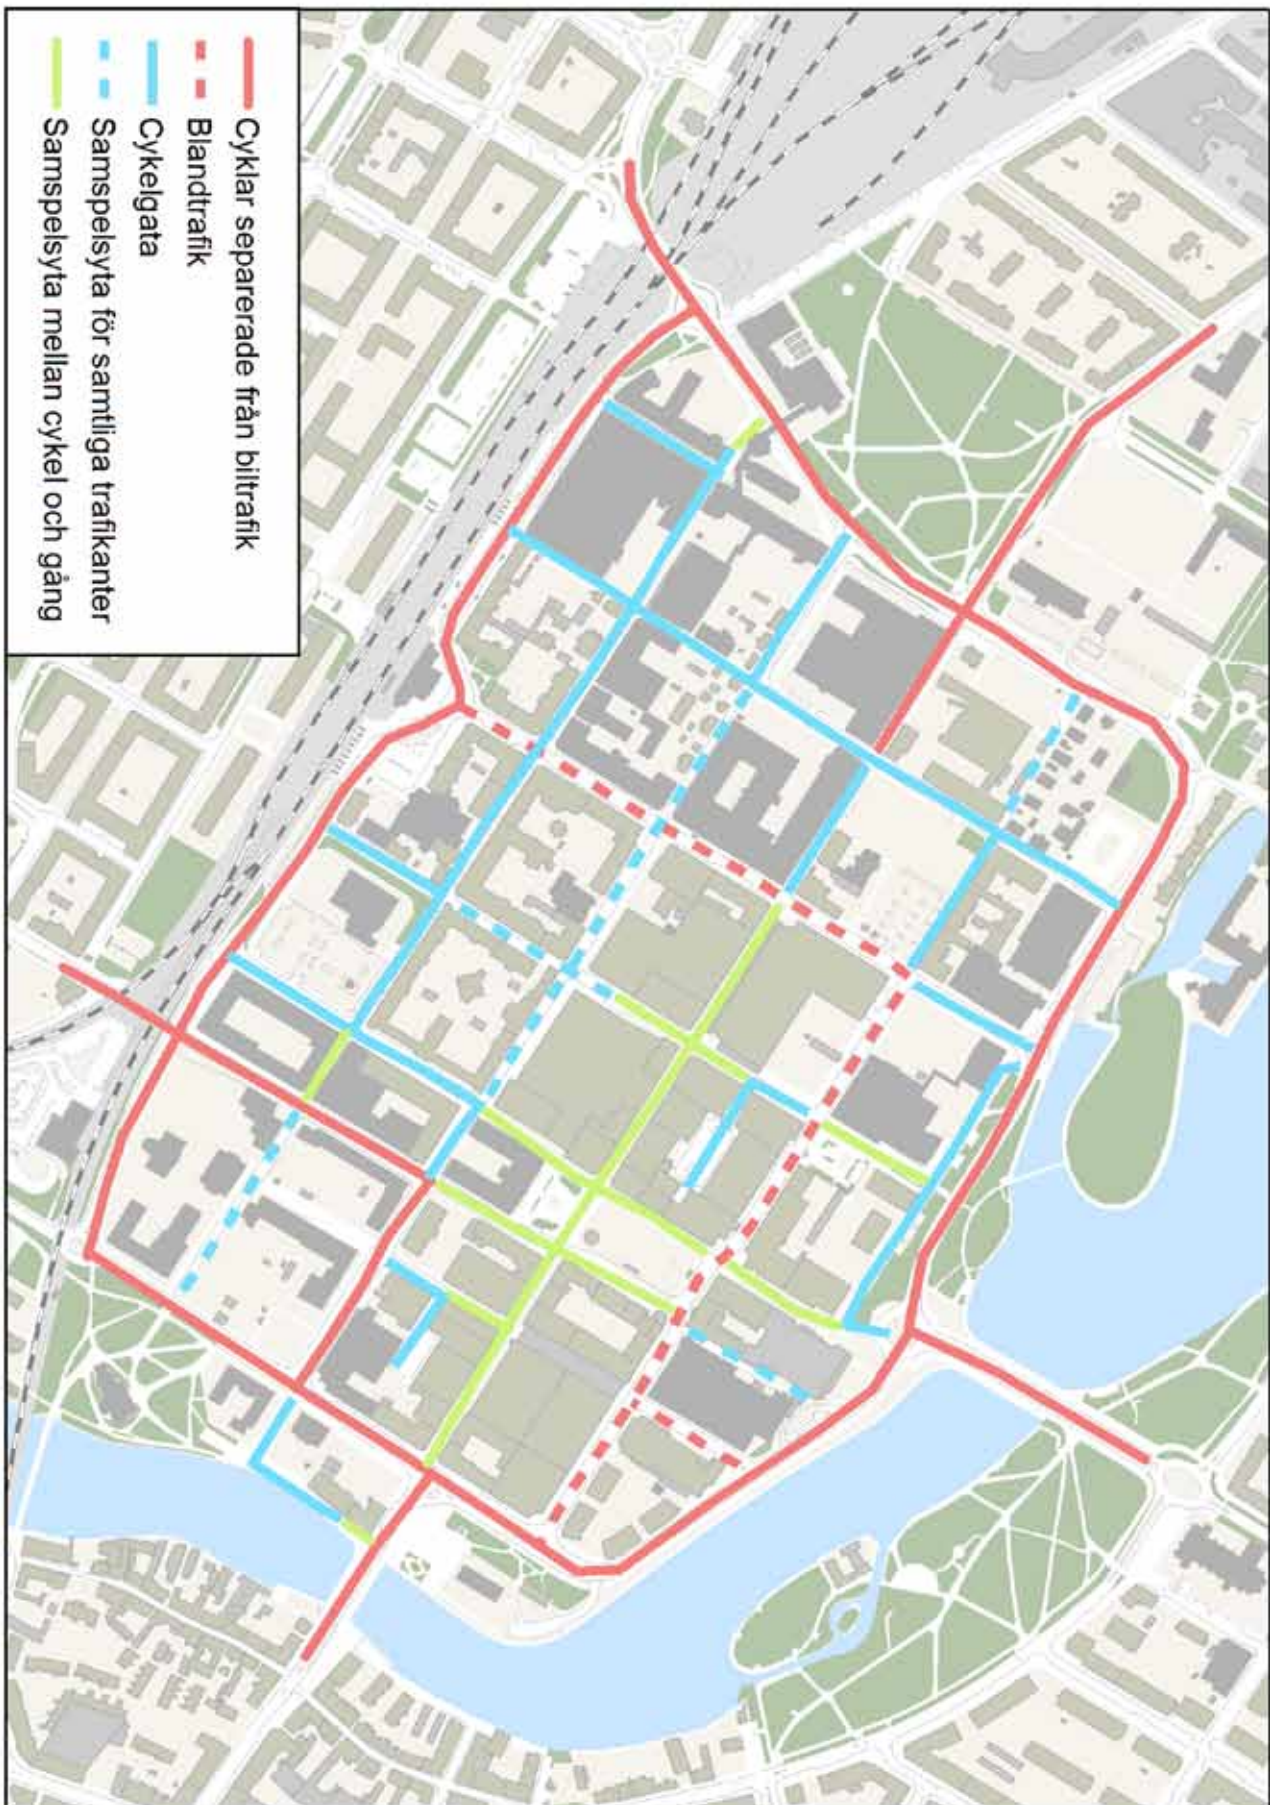 Cyklar separerade från biltrafik
Blandtrafik
Cykelgata
Samspelsyta för samtliga trafikanter
Samspelsyta mellan cykel och gång